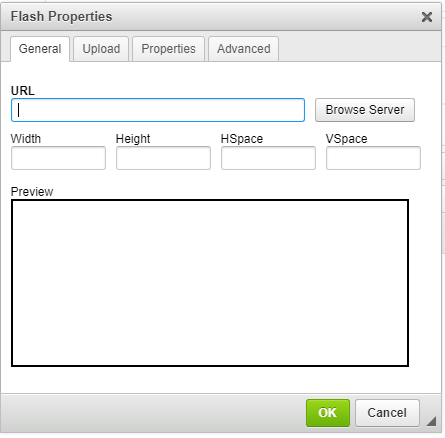 Flash Properties
General Upload Properties Advanced
URL
Browse Server
Width Height HSpace VSpace
Preview
OK Cancel